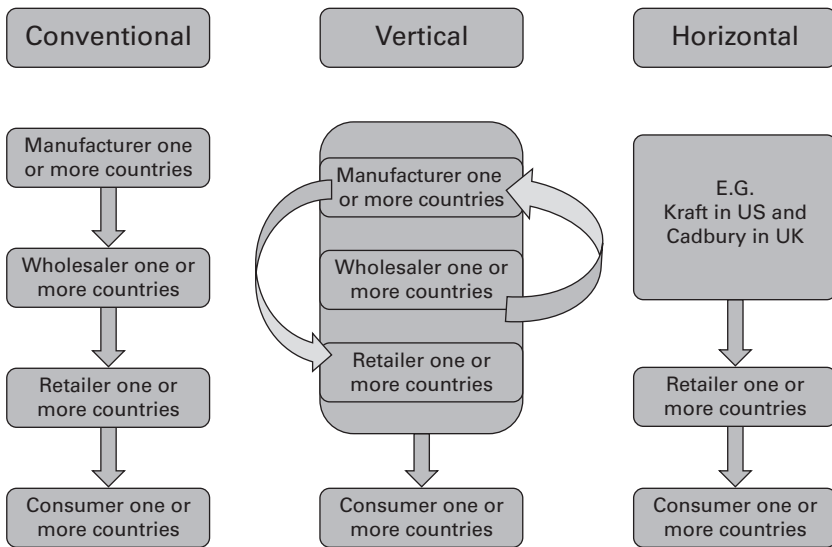 Conventional
Manufacturer one
or more countries
Wholesaler one or
more countries
Retailer one or
more countries
Consumer one or
more countries
Vertical
Manufacturer one
or more countries
Wholesaler one or
more countries
Retailer one or
more countries
Consumer one or
more countries
Horizontal
E.G.
Kraft in US and
Cadbury in UK
Retailer one or
more countries
Consumer one or
more countries